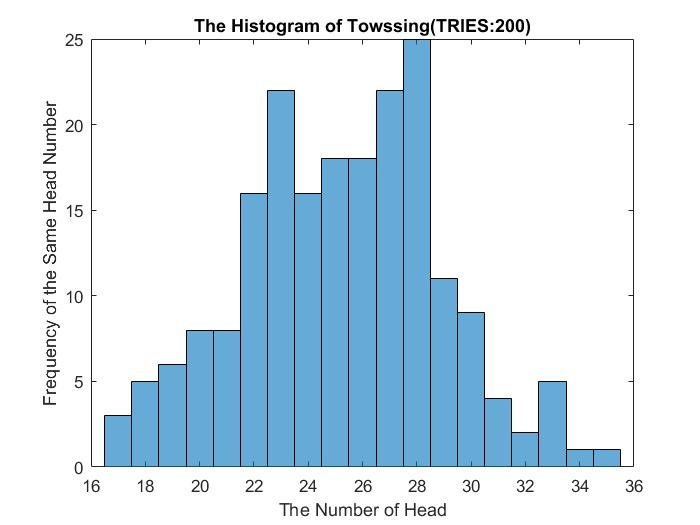 The Histogram of Towssing(TRIES:200)
25
20
15
10
5
0
Frequency of the Same Head Number
16 18 20 22 24 26 28 30 32 34 36
The Number of Head